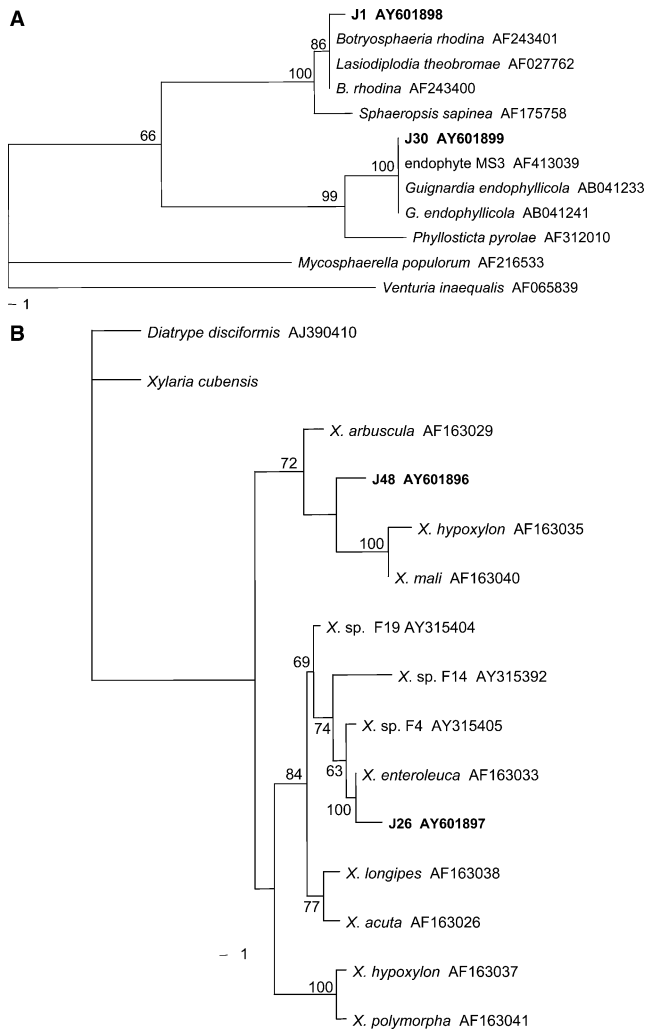 A
J1 AY601898
86
Botryosphaeria rhodina AF243401
Lasiodiplodia theobromae AF027762
100
B. rhodina AF243400
Sphaeropsis sapinea AF175758
66
J30 AY601899
100
endophyte MS3 AF413039
Guignardia endophyllicola AB041233
99
G. endophyllicola AB041241
Phyllosticta pyrolae AF312010
Mycosphaerella populorum AF216533
Venturia inaequalis AF065839
1
B
Diatrype disciformis AJ390410
Xylaria cubensis
X. arbuscula AF163029
72
J48 AY601896
X. hypoxylon AF163035
100
X. mali AF163040
X. sp. F19 AY315404
69
X. sp. F14 AY315392
74
X. sp. F4 AY315405
63
84
X. enteroleuca AF163033
100
J26 AY601897
X. longipes AF163038
77
X. acuta AF163026
1
X. hypoxylon AF163037
100
X. polymorpha AF163041